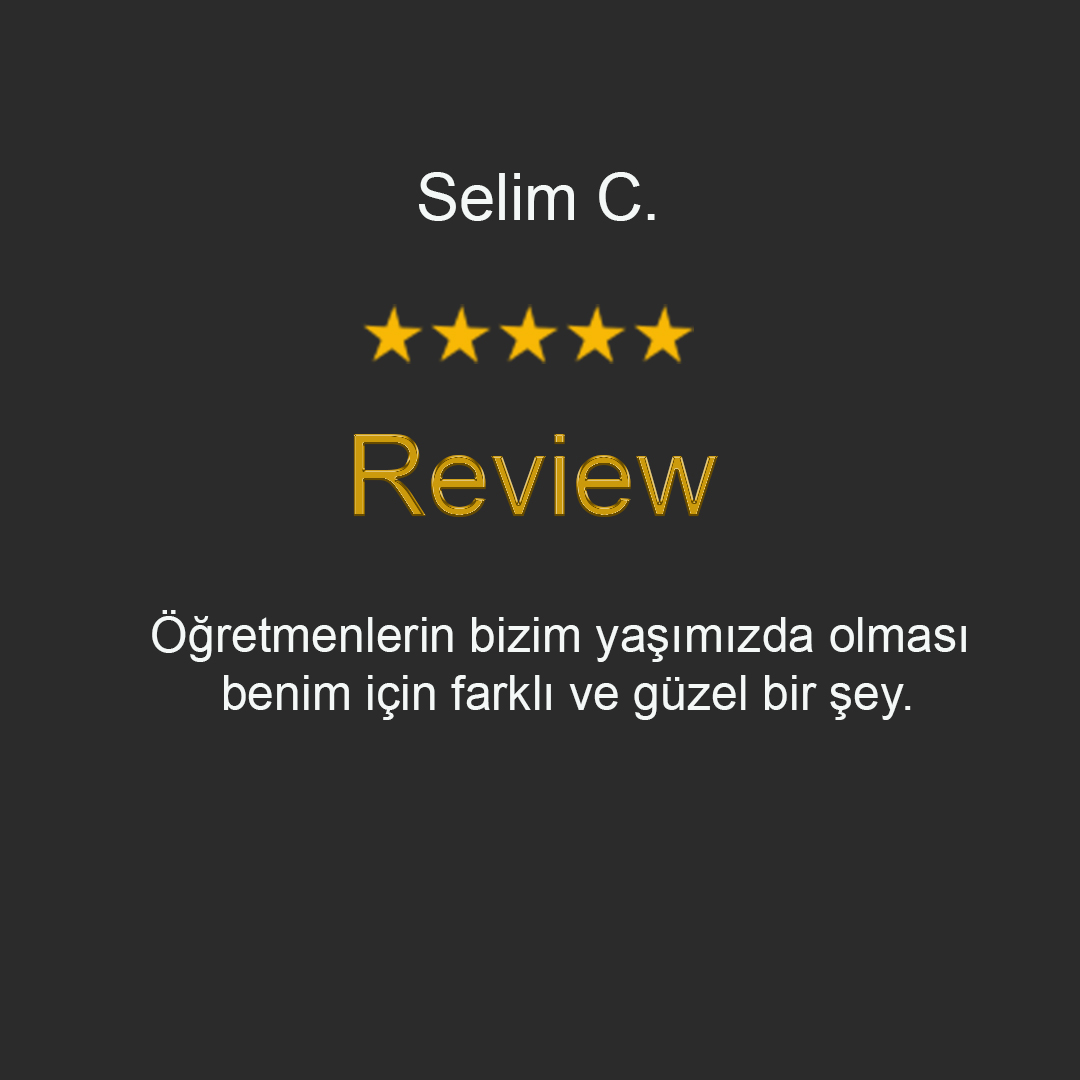 Selim C.
Review
Öğretmenlerin bizim yaşımızda olması
benim için farklı ve güzel bir şey.